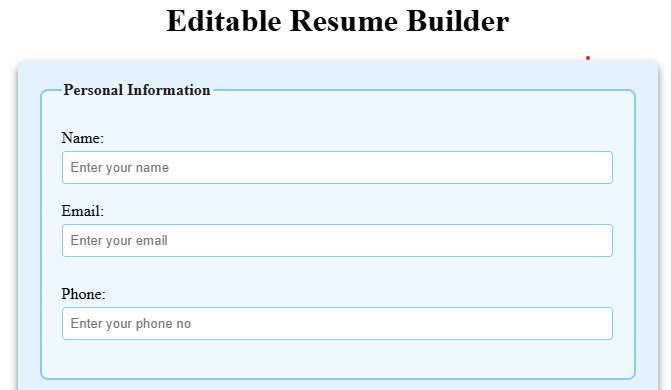 Editable Resume Builder
Personal Information
Name:
Enter your name
Email:
Enter your email
Phone:
Enter your phone no